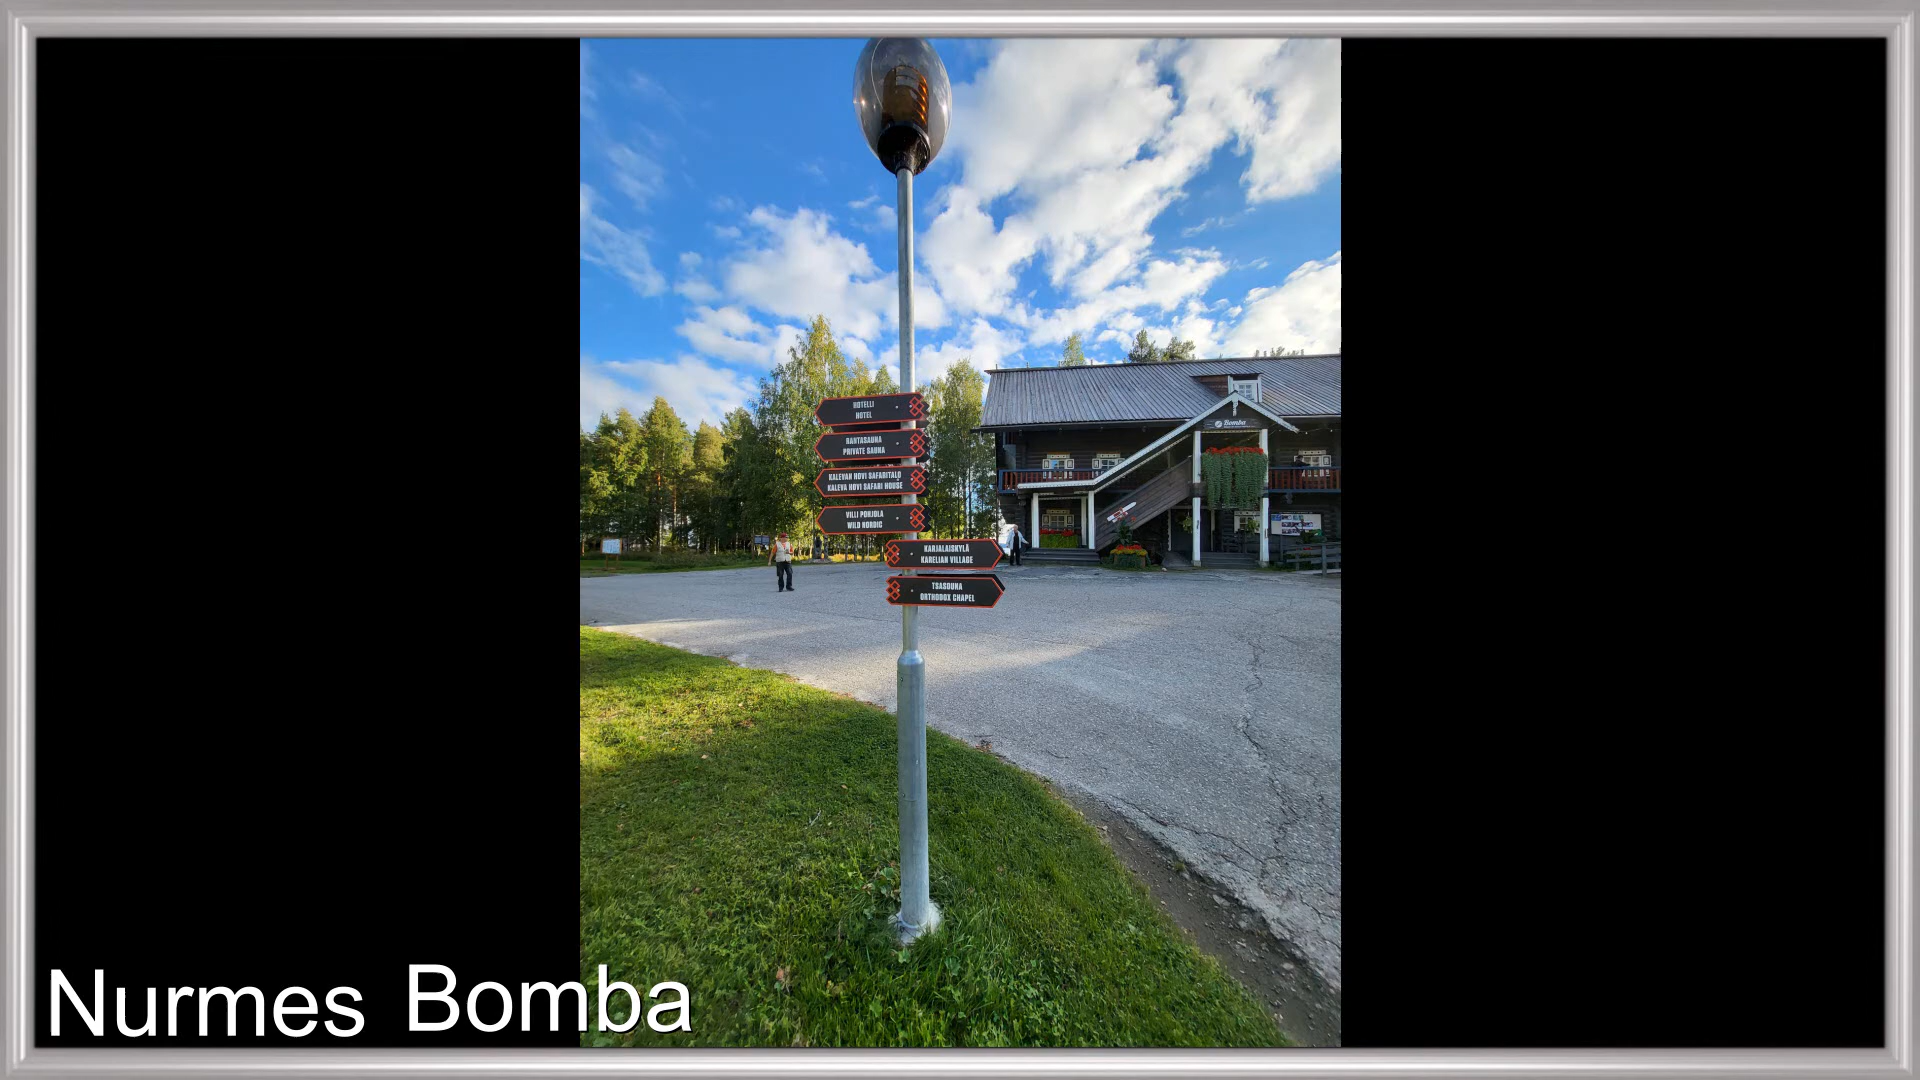 Bomba
HOTELLI
HOTEL
RANTASAUNA
PRIVATE SAUNA
KALEVAN HOVI SAFARITALO
KALEVA HOVI SAFARI HOUSE
VILLI POHJOLA
WILD NORDIC
KARJALAISKYLÄ
KARELIAN VILLAGE
TSASOUNA
ORTHODOX CHAPEL
Nurmes Bomba